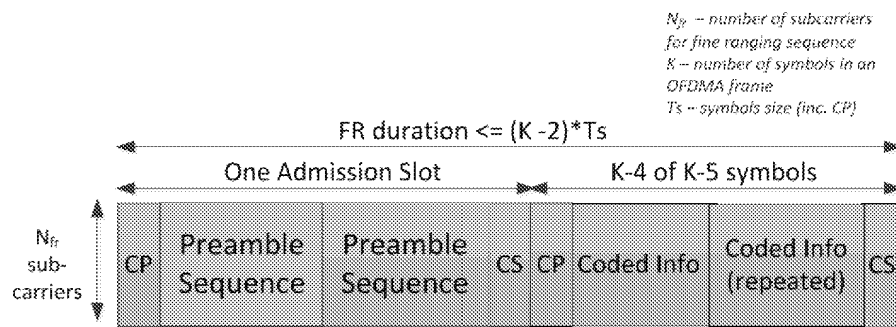 N_fr – number of subcarriers
for fine ranging sequence
K – number of symbols in an
OFDMA frame
Ts – symbols size (inc. CP)
FR duration <= (K -2)*Ts
One Admission Slot
K-4 of K-5 symbols
N_fr
sub-
carriers
CP
Preamble
Sequence
Preamble
Sequence
CS
CP
Coded Info
Coded Info
(repeated)
CS